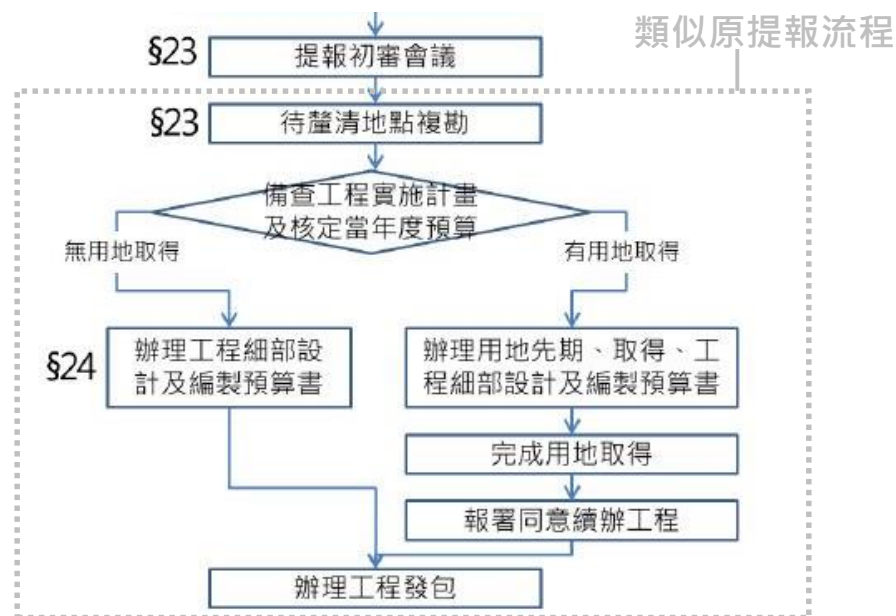 類似原提報流程
§23
提報初審會議
§23
待釐清地點複勘
備查工程實施計畫
及核定當年度預算
無用地取得
有用地取得
§24
辦理工程細部設
計及編製預算書
辦理用地先期、取得、工
程細部設計及編製預算書
完成用地取得
報署同意續辦工程
辦理工程發包